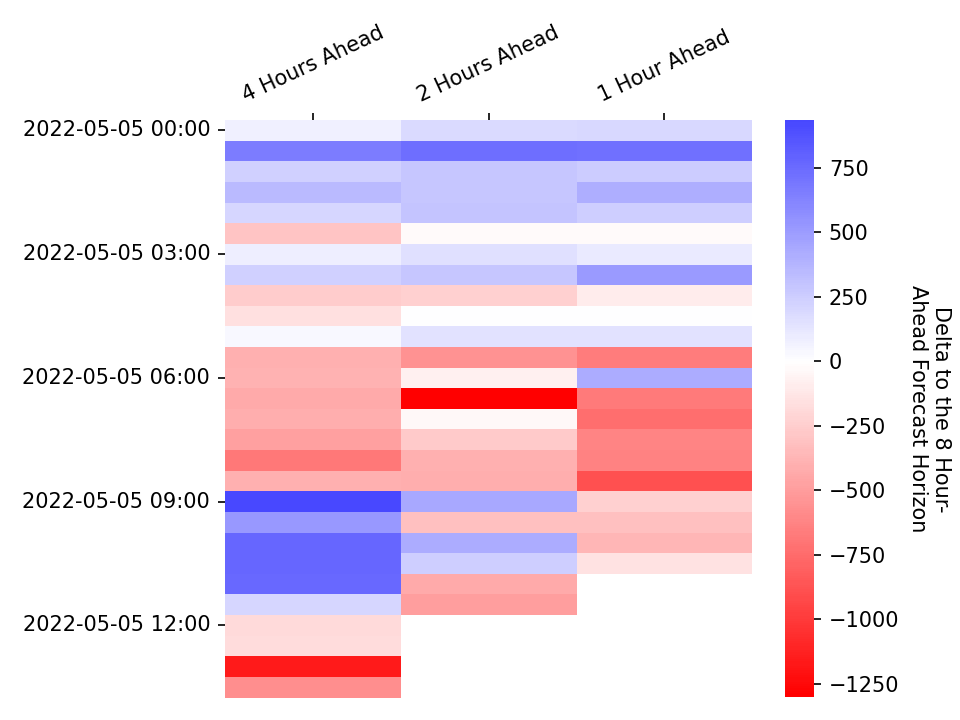 4 Hours Ahead
2 Hours Ahead
1 Hour Ahead
2022-05-05 00:00
2022-05-05 03:00
2022-05-05 06:00
2022-05-05 09:00
2022-05-05 12:00
750
500
250
0
−250
−500
−750
−1000
−1250
Delta to the 8 Hour-
Ahead Forecast Horizon